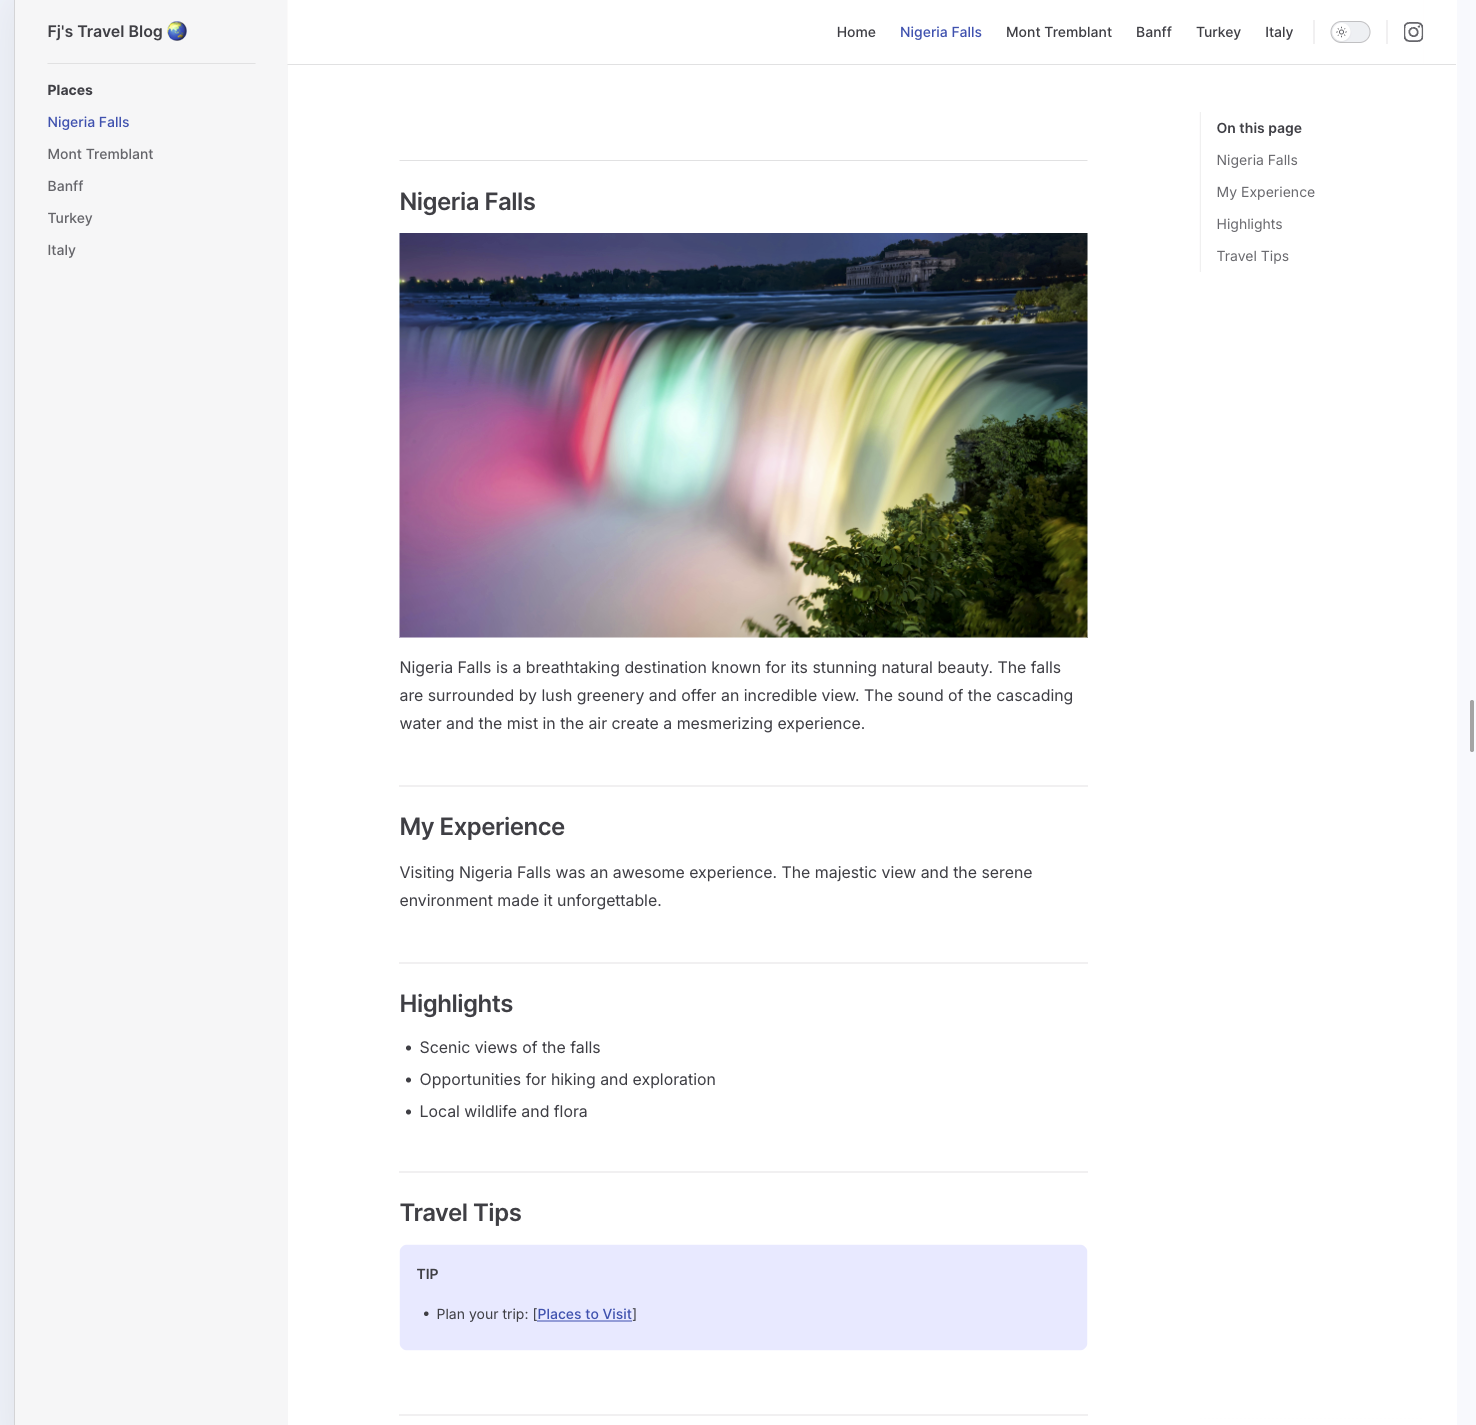 Fj's Travel Blog 🌏
Places
Nigeria Falls
Mont Tremblant
Banff
Turkey
Italy
Home
Nigeria Falls
Mont Tremblant
Banff
Turkey
Italy
Nigeria Falls
Nigeria Falls is a breathtaking destination known for its stunning natural beauty. The falls
are surrounded by lush greenery and offer an incredible view. The sound of the cascading
water and the mist in the air create a mesmerizing experience.
My Experience
Visiting Nigeria Falls was an awesome experience. The majestic view and the serene
environment made it unforgettable.
Highlights
• Scenic views of the falls
• Opportunities for hiking and exploration
• Local wildlife and flora
Travel Tips
TIP
• Plan your trip: [Places to Visit]
On this page
Nigeria Falls
My Experience
Highlights
Travel Tips